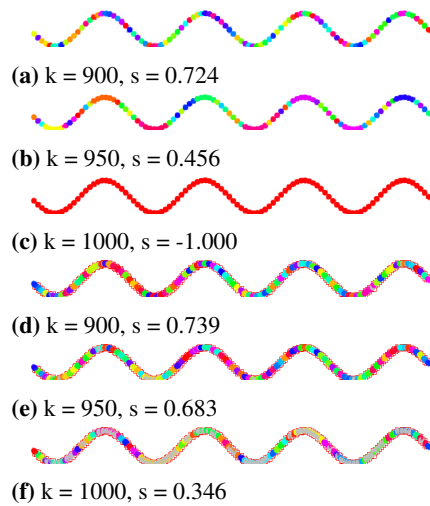 (a) k = 900, s = 0.724
(b) k = 950, s = 0.456
(c) k = 1000, s = -1.000
(d) k = 900, s = 0.739
(e) k = 950, s = 0.683
(f) k = 1000, s = 0.346